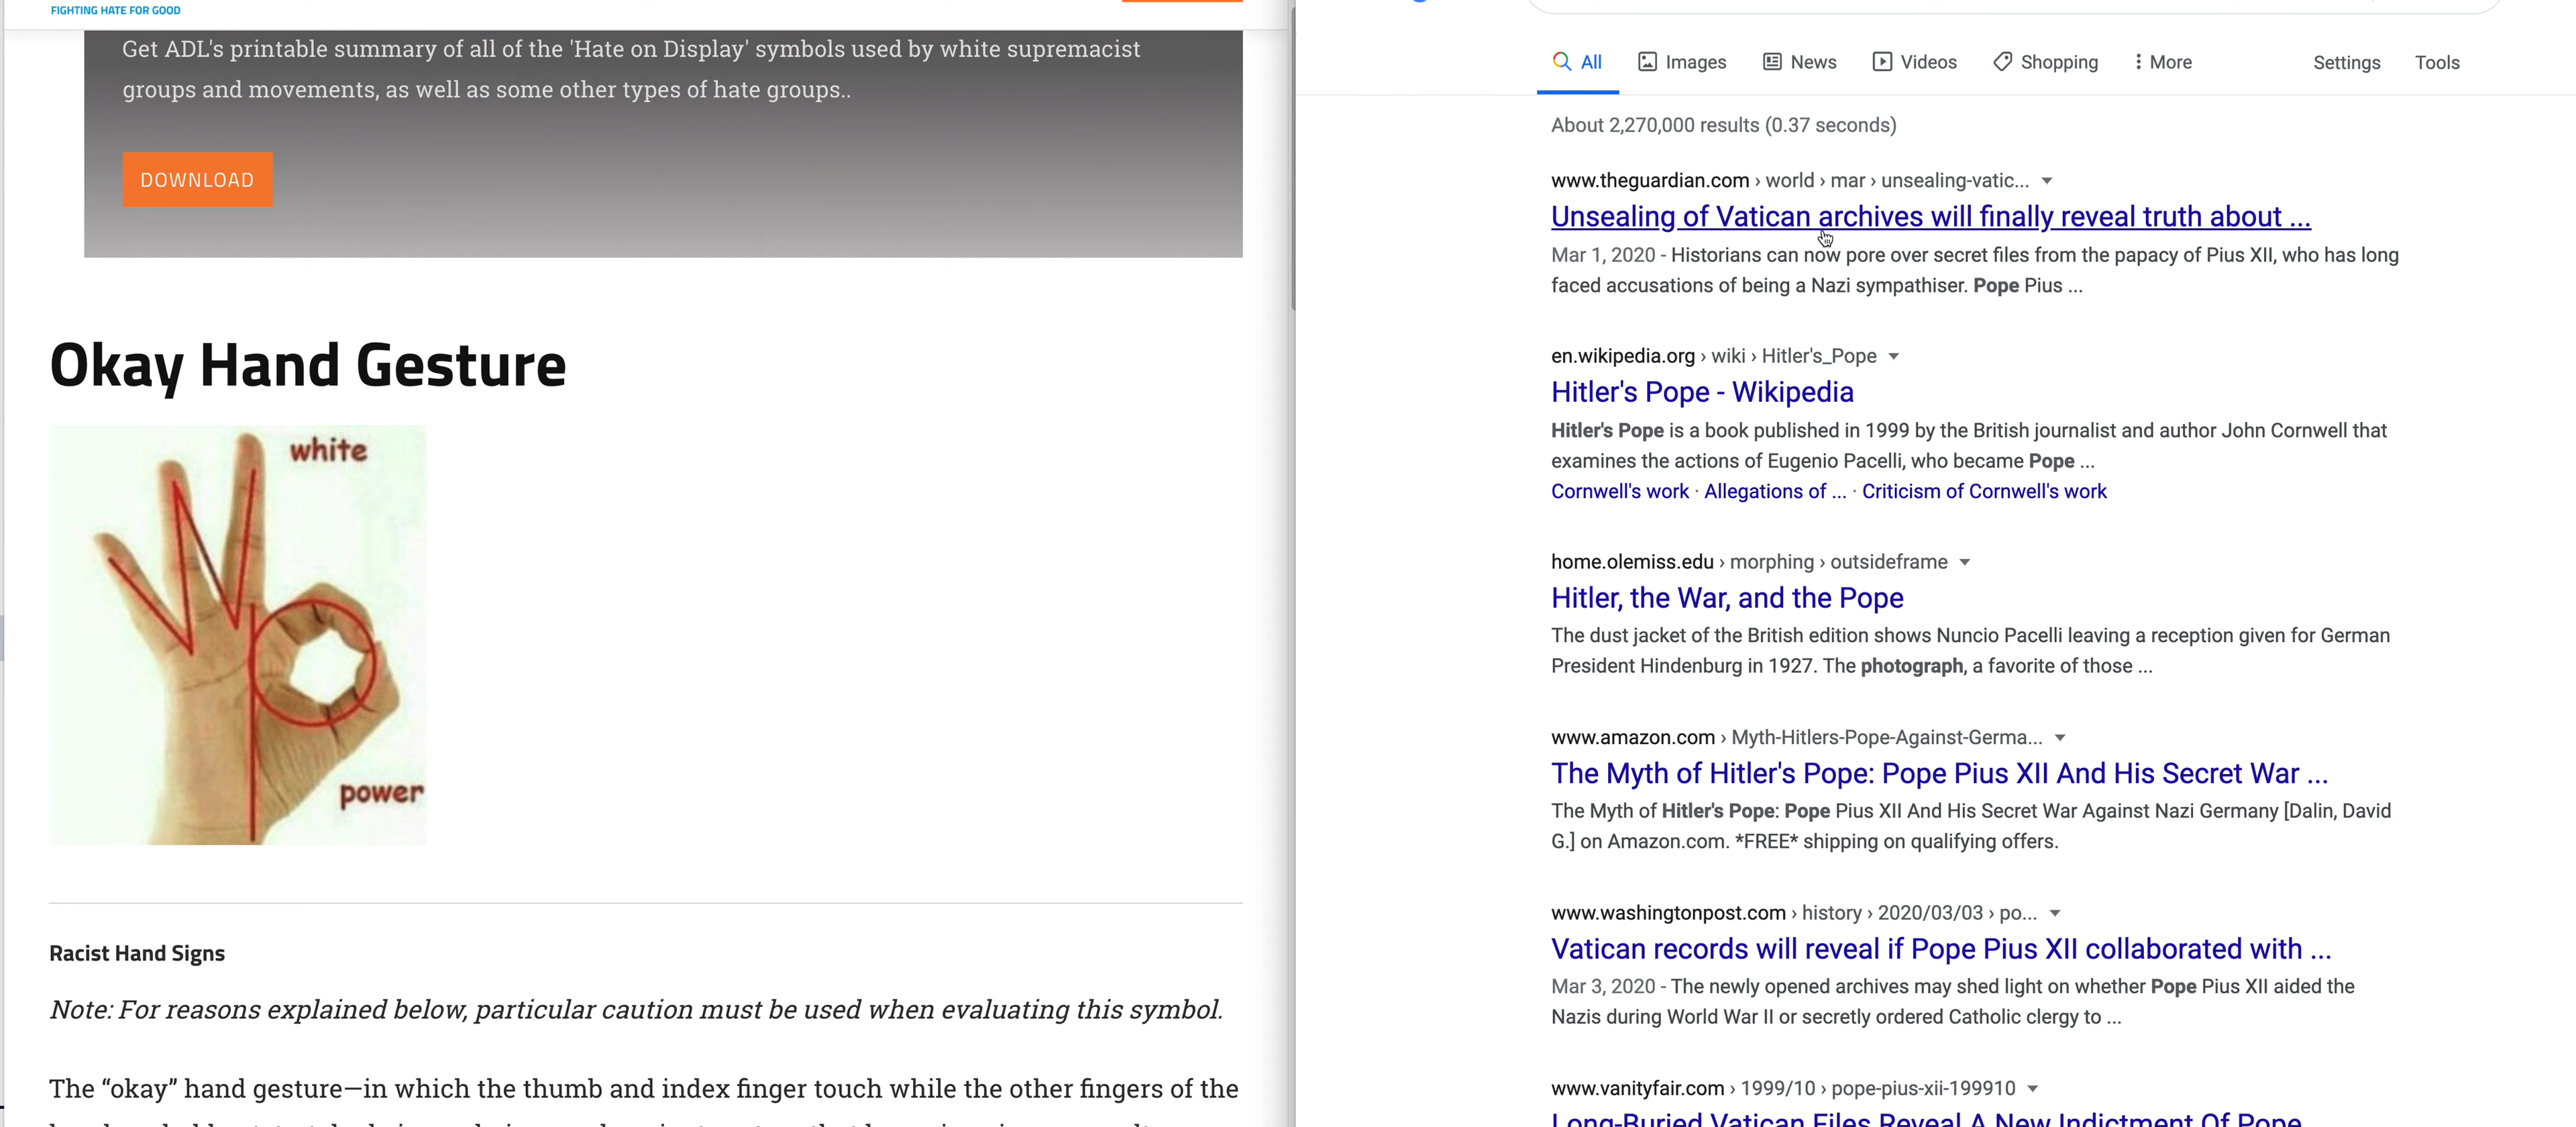 FIGHTING HATE FOR GOOD
Get ADL's printable summary of all of the 'Hate on Display' symbols used by white supremacist
groups and movements, as well as some other types of hate groups..
DOWNLOAD
Okay Hand Gesture
white
power
Racist Hand Signs
Note: For reasons explained below, particular caution must be used when evaluating this symbol.
The “okay” hand gesture—in which the thumb and index finger touch while the other fingers of the
All Images News Videos Shopping More Settings Tools
About 2,270,000 results (0.37 seconds)
www.theguardian.com › world › mar › unsealing-vatic...
Unsealing of Vatican archives will finally reveal truth about ...
Mar 1, 2020 - Historians can now pore over secret files from the papacy of Pius XII, who has long
faced accusations of being a Nazi sympathiser. Pope Pius ...
en.wikipedia.org › wiki › Hitler's_Pope
Hitler's Pope - Wikipedia
Hitler's Pope is a book published in 1999 by the British journalist and author John Cornwell that
examines the actions of Eugenio Pacelli, who became Pope ...
Cornwell's work · Allegations of ... · Criticism of Cornwell's work
home.olemiss.edu › morphing › outsideframe
Hitler, the War, and the Pope
The dust jacket of the British edition shows Nuncio Pacelli leaving a reception given for German
President Hindenburg in 1927. The photograph, a favorite of those ...
www.amazon.com › Myth-Hitlers-Pope-Against-Germa...
The Myth of Hitler's Pope: Pope Pius XII And His Secret War ...
The Myth of Hitler's Pope: Pope Pius XII And His Secret War Against Nazi Germany [Dalin, David
G.] on Amazon.com. *FREE* shipping on qualifying offers.
www.washingtonpost.com › history › 2020/03/03 › po...
Vatican records will reveal if Pope Pius XII collaborated with ...
Mar 3, 2020 - The newly opened archives may shed light on whether Pope Pius XII aided the
Nazis during World War II or secretly ordered Catholic clergy to ...
www.vanityfair.com › 1999/10 › pope-pius-xii-199910
Long-Buried Vatican Files Reveal A New Indictment Of Pope